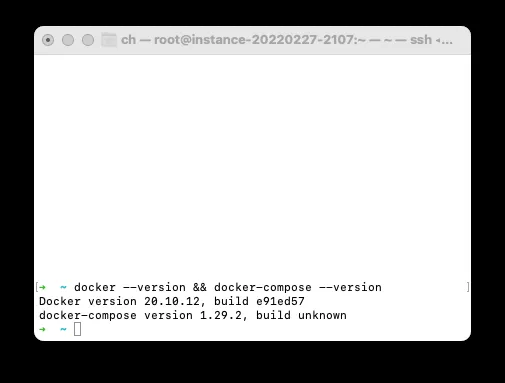 ch — root@instance-20220227-2107:~ — ~ — ssh ◂...
[➜ ~ docker --version && docker-compose --version ]
Docker version 20.10.12, build e91ed57
docker-compose version 1.29.2, build unknown
➜ ~